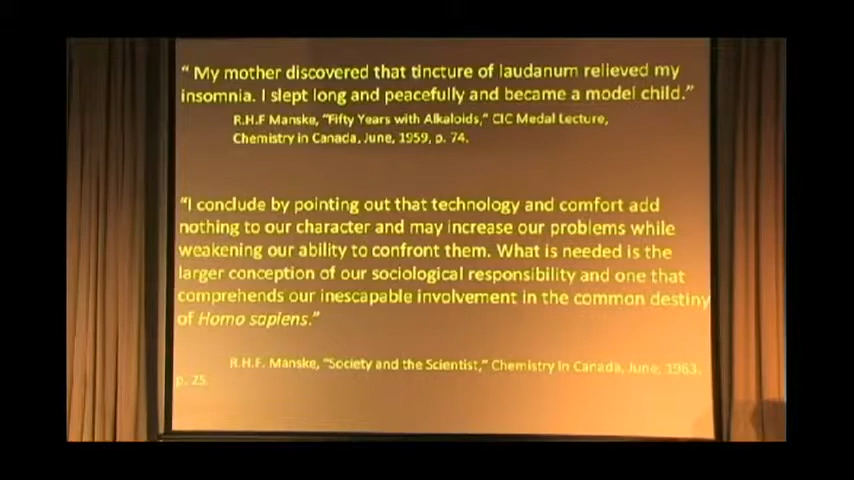 “ My mother discovered that tincture of laudanum relieved my
insomnia. I slept long and peacefully and became a model child.”
R.H.F Manske, “Fifty Years with Alkaloids,” CIC Medal Lecture,
Chemistry in Canada, June, 1959, p. 74.
“I conclude by pointing out that technology and comfort add
nothing to our character and may increase our problems while
weakening our ability to confront them. What is needed is the
larger conception of our sociological responsibility and one that
comprehends our inescapable involvement in the common destiny
of Homo sapiens.”
R.H.F. Manske, “Society and the Scientist,” Chemistry in Canada, June, 1963,
p. 25.